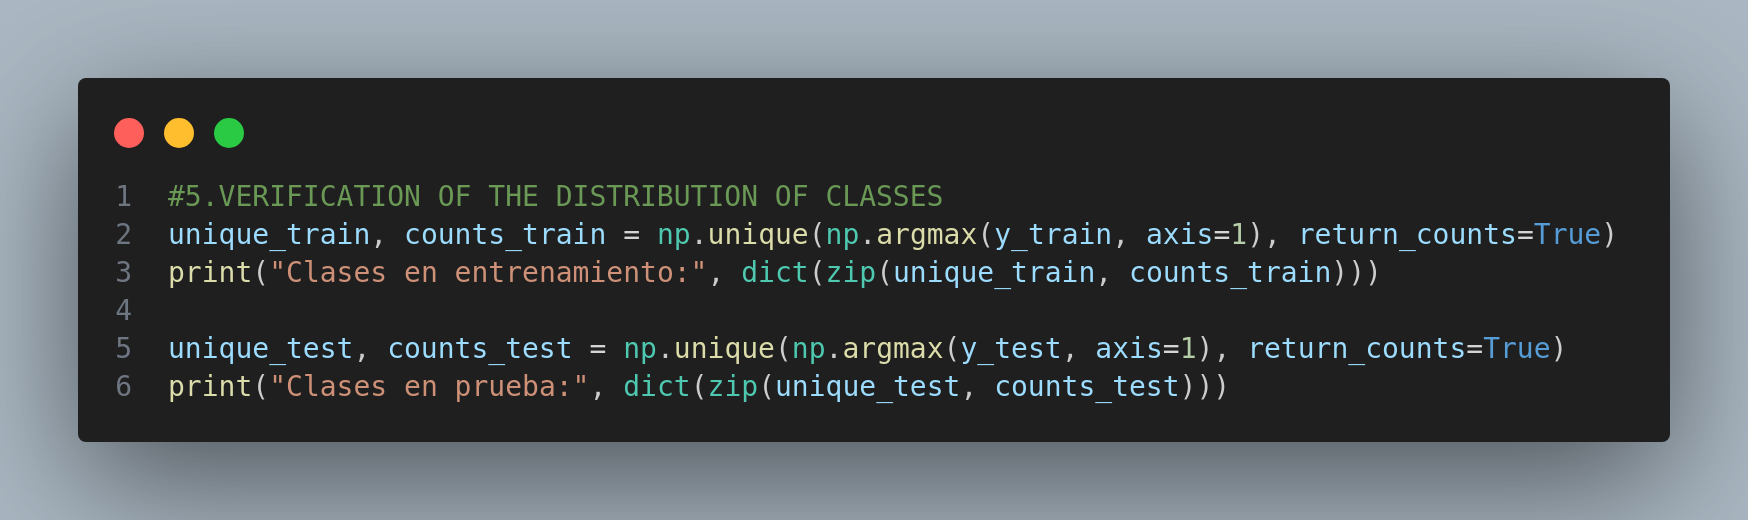 1 #5.VERIFICATION OF THE DISTRIBUTION OF CLASSES
2 unique_train, counts_train = np.unique(np.argmax(y_train, axis=1), return_counts=True)
3 print("Clases en entrenamiento:", dict(zip(unique_train, counts_train)))
4
5 unique_test, counts_test = np.unique(np.argmax(y_test, axis=1), return_counts=True)
6 print("Clases en prueba:", dict(zip(unique_test, counts_test)))